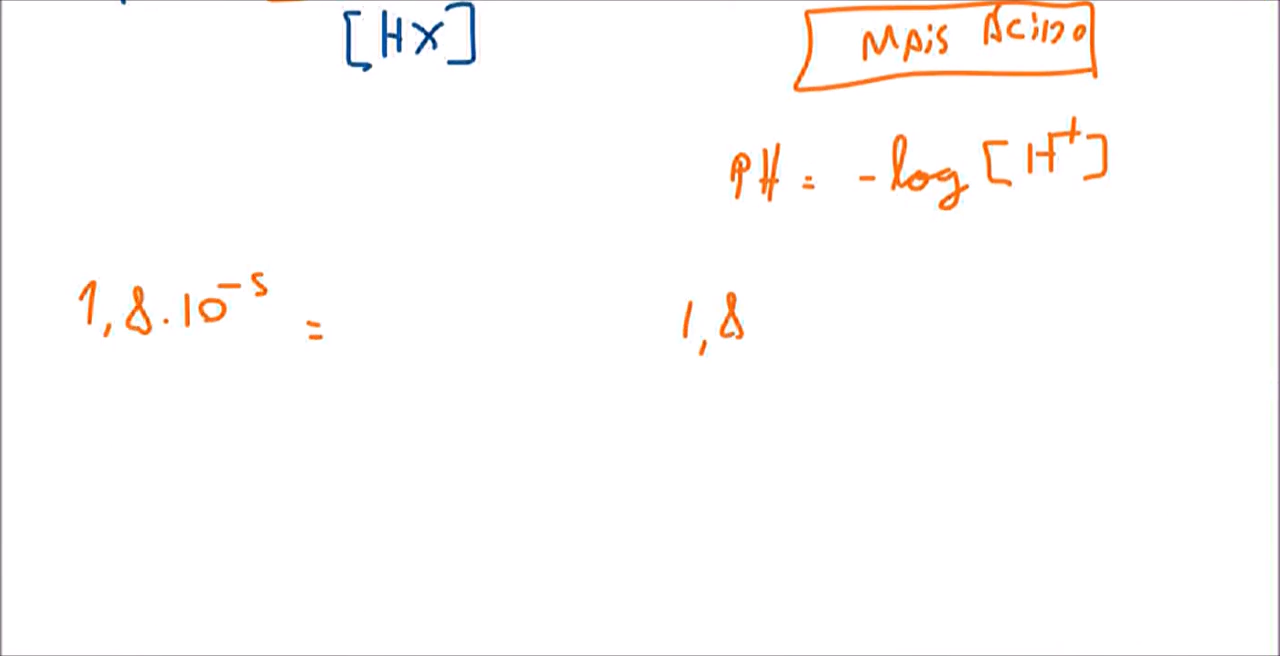 [HX]
MAIS ÁCIDO
PH = -log [H⁺]
1,8.10⁻⁵ =
1,8